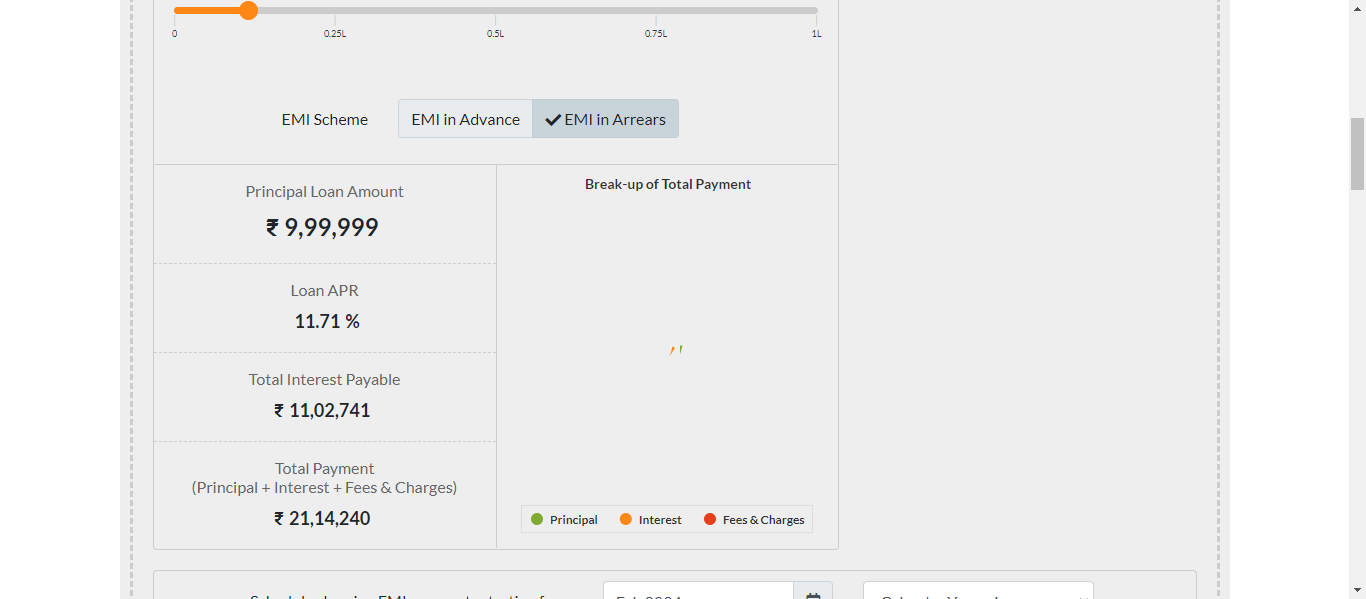 0 0.25L 0.5L 0.75L 1L
EMI Scheme EMI in Advance EMI in Arrears
Principal Loan Amount
₹ 9,99,999
Loan APR
11.71 %
Total Interest Payable
₹ 11,02,741
Total Payment
(Principal + Interest + Fees & Charges)
₹ 21,14,240
Break-up of Total Payment
Principal Interest Fees & Charges